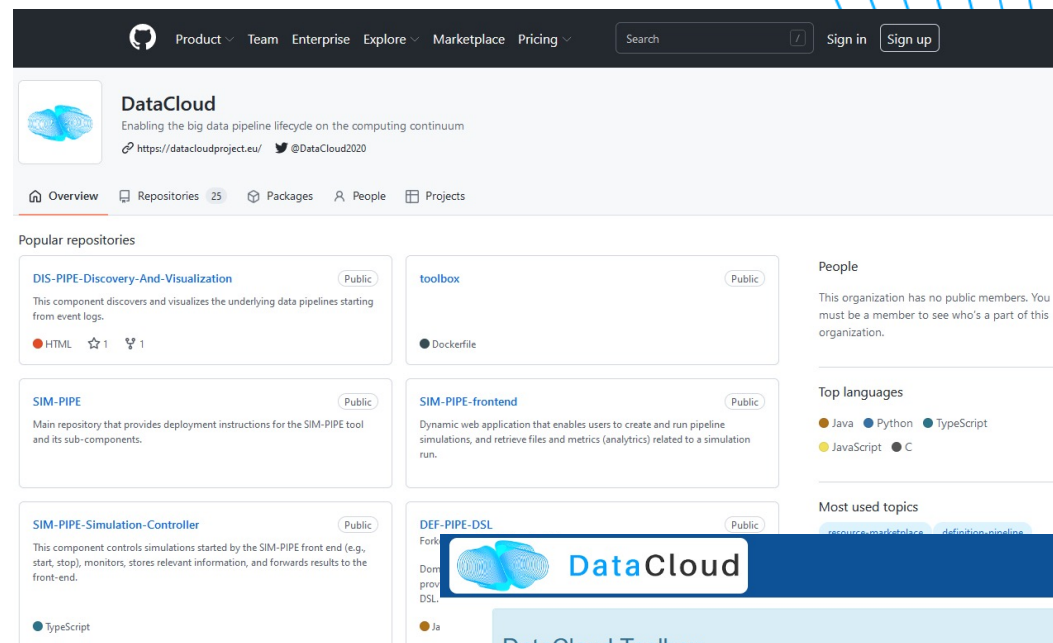 Product Team Enterprise Explore Marketplace Pricing Search / Sign in Sign up
DataCloud
Enabling the big data pipeline lifecycle on the computing continuum
https://datacloudproject.eu/ @DataCloud2020
Overview Repositories 25 Packages People Projects
Popular repositories
DIS-PIPE-Discovery-And-Visualization Public
This component discovers and visualizes the underlying data pipelines starting
from event logs.
HTML 1 1
toolbox Public
Dockerfile
SIM-PIPE Public
Main repository that provides deployment instructions for the SIM-PIPE tool
and its sub-components.
SIM-PIPE-frontend Public
Dynamic web application that enables users to create and run pipeline
simulations, and retrieve files and metrics (analytrics) related to a simulation
run.
SIM-PIPE-Simulation-Controller Public
This component controls simulations started by the SIM-PIPE front end (e.g.,
start, stop), monitors, stores relevant information, and forwards results to the
front-end.
TypeScript
DEF-PIPE-DSL Public
DSL.
People
This organization has no public members. You
must be a member to see who's a part of this
organization.
Top languages
Java Python TypeScript
JavaScript C
Most used topics
resource-marketplace definition-pipeline
DataCloud